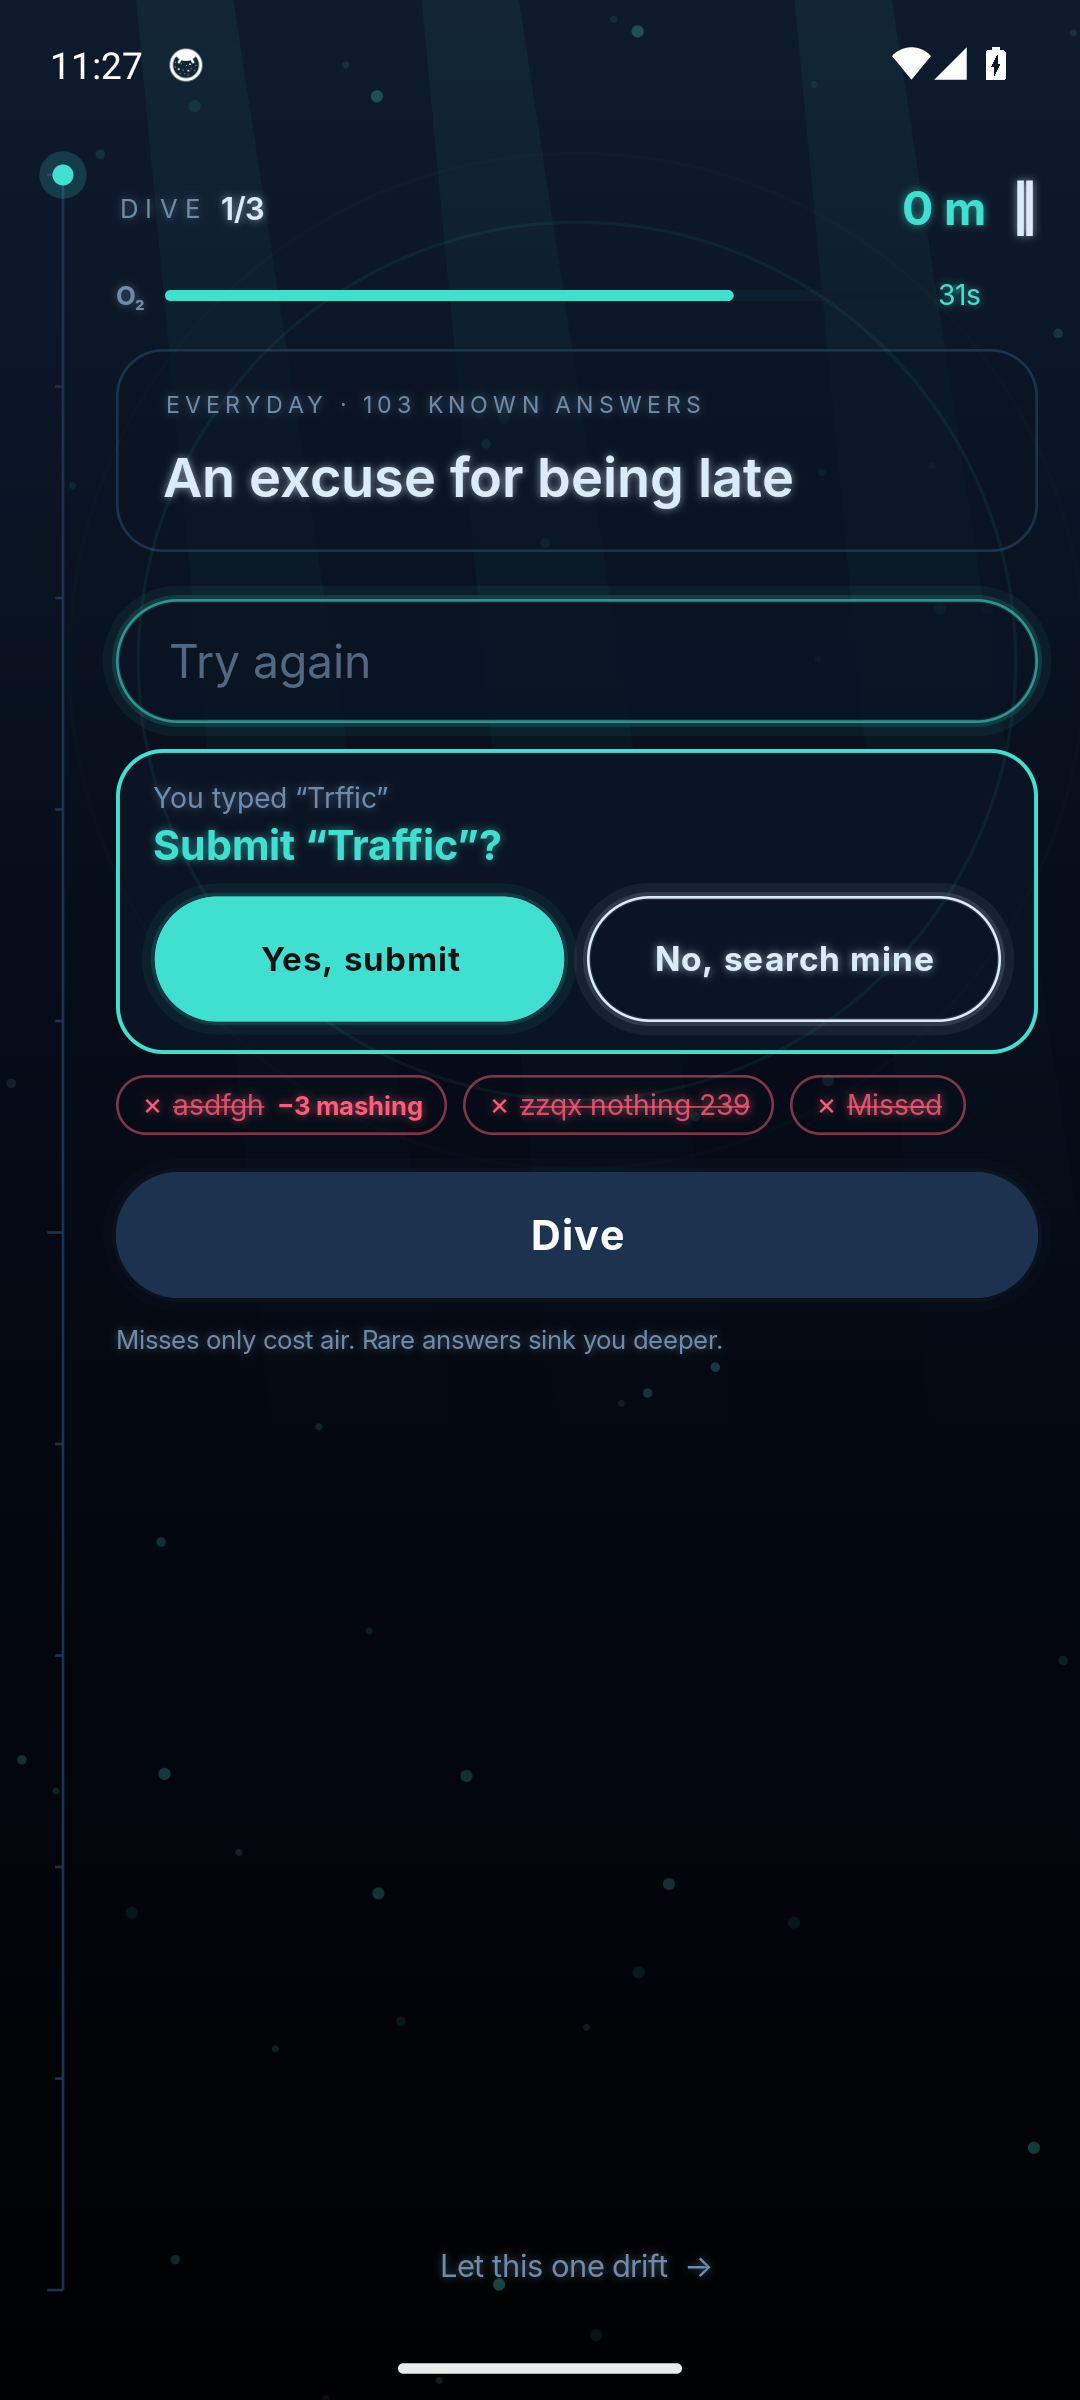 11:27
DIVE 1/3
0 m
O₂
31s
EVERYDAY · 103 KNOWN ANSWERS
An excuse for being late
Try again
You typed “Trffic”
Submit “Traffic”?
Yes, submit
No, search mine
× asdfgh −3 mashing
× zzqx nothing 239
× Missed
Dive
Misses only cost air. Rare answers sink you deeper.
Let this one drift →